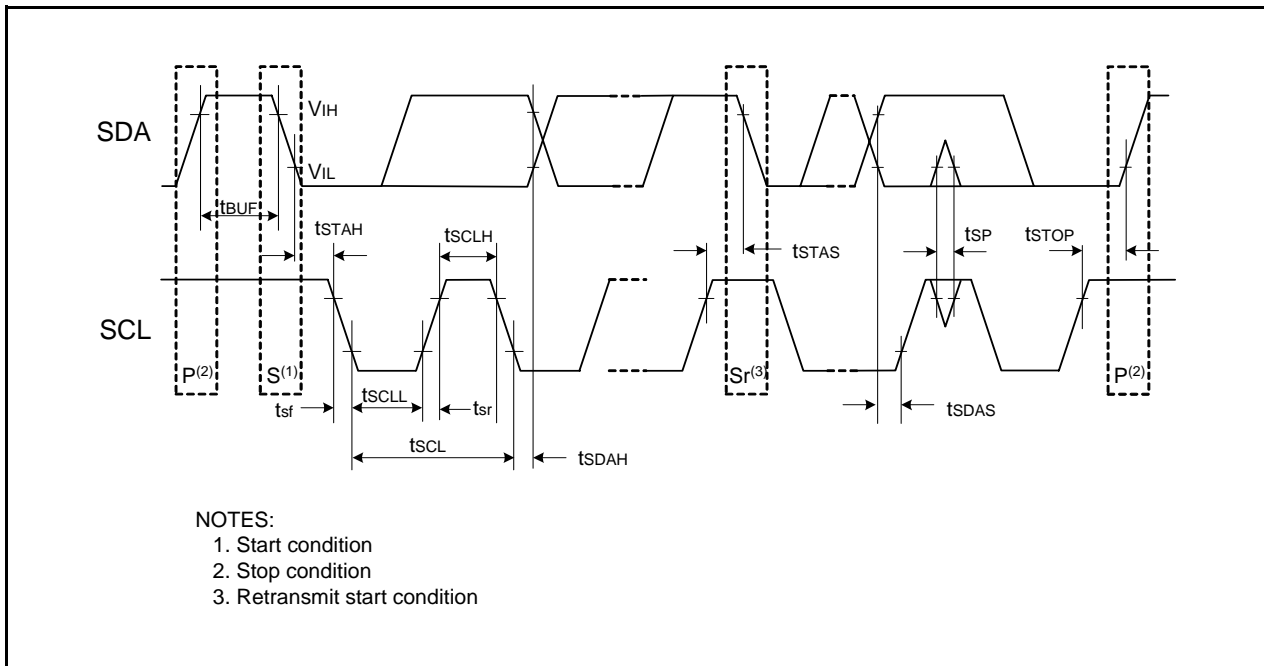 SDA
VIH
VIL
tBUF
tSTAH
tSCLH
tSTAS
tSP
tSTOP
SCL
P(2)
S(1)
Sr(3)
P(2)
tsf
tSCLL
tsr
tSDAS
tSCL
tSDAH
NOTES:
1. Start condition
2. Stop condition
3. Retransmit start condition